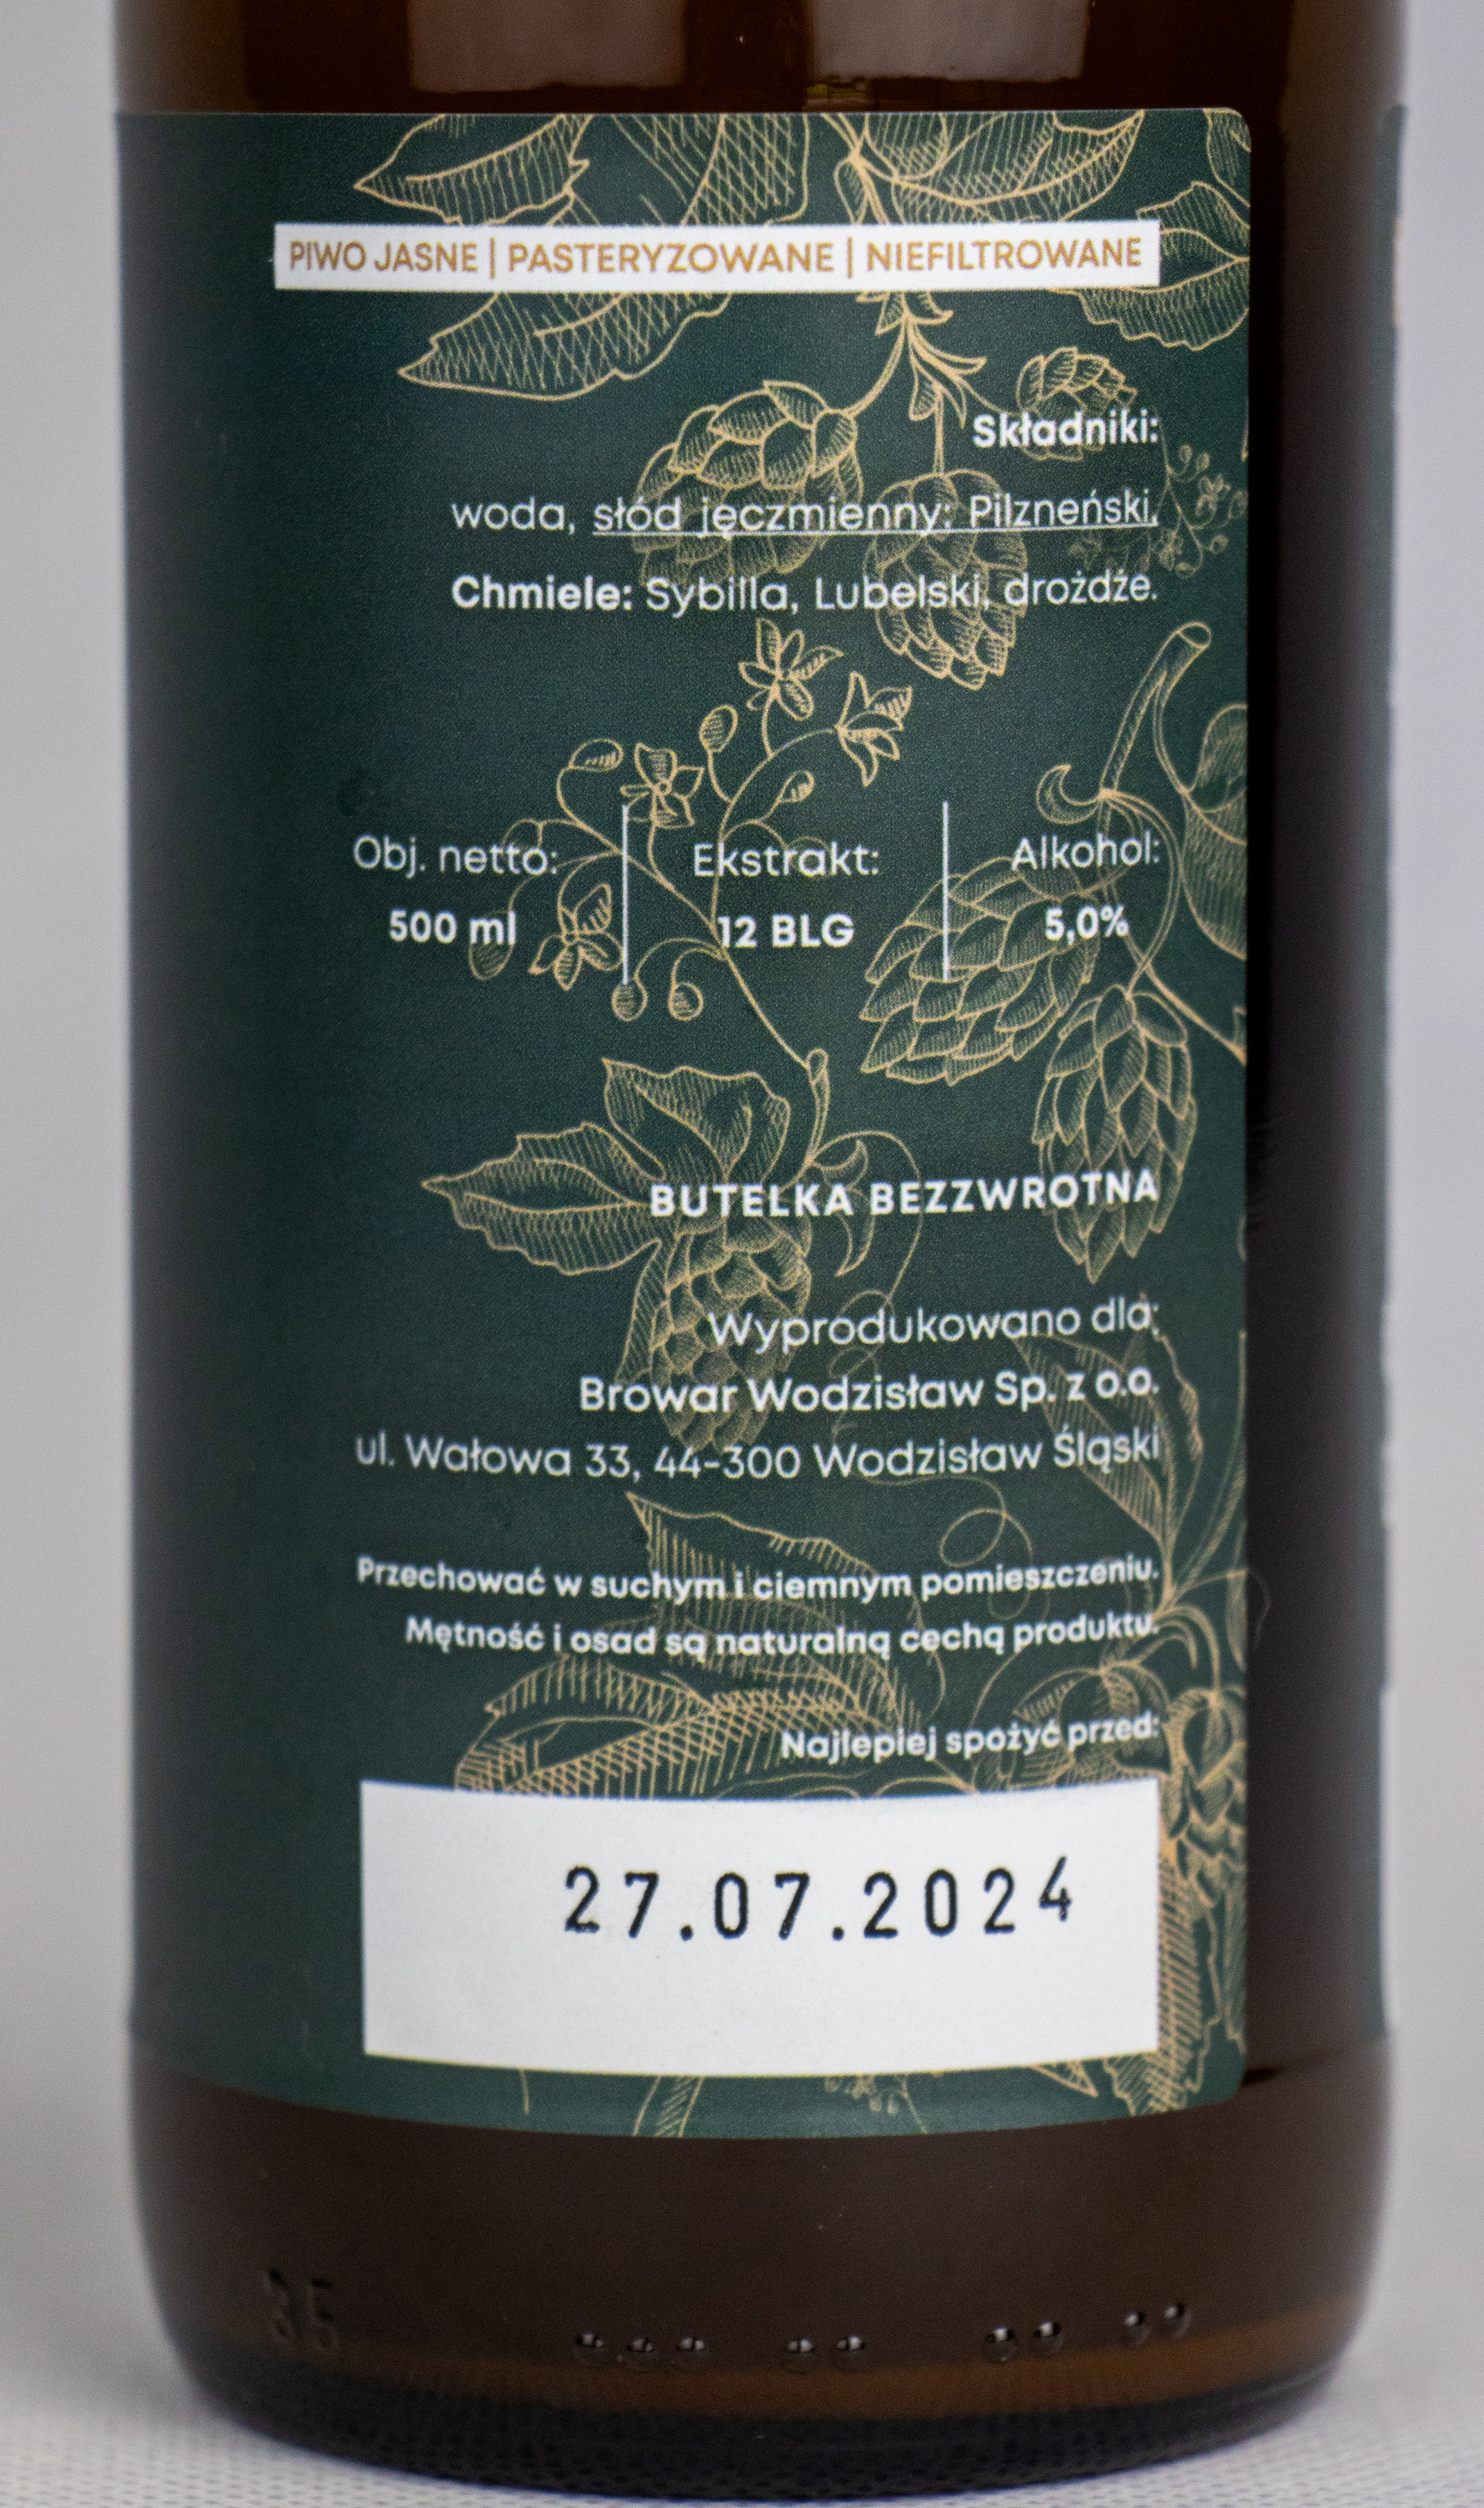 PIWO JASNE | PASTERYZOWANE | NIEFILTROWANE
Składniki:
woda, słód jęczmienny: Pilzneński,
Chmiele: Sybilla, Lubelski, drożdże.
Obj. netto:
500 ml
Ekstrakt:
12 BLG
Alkohol:
5,0%
BUTELKA BEZZWROTNA
Wyprodukowano dla:
Browar Wodzisław Sp. z o.o.
ul. Wałowa 33, 44-300 Wodzisław Śląski
Przechować w suchym i ciemnym pomieszczeniu.
Mętność i osad są naturalną cechą produktu.
Najlepiej spożyć przed:
27.07.2024